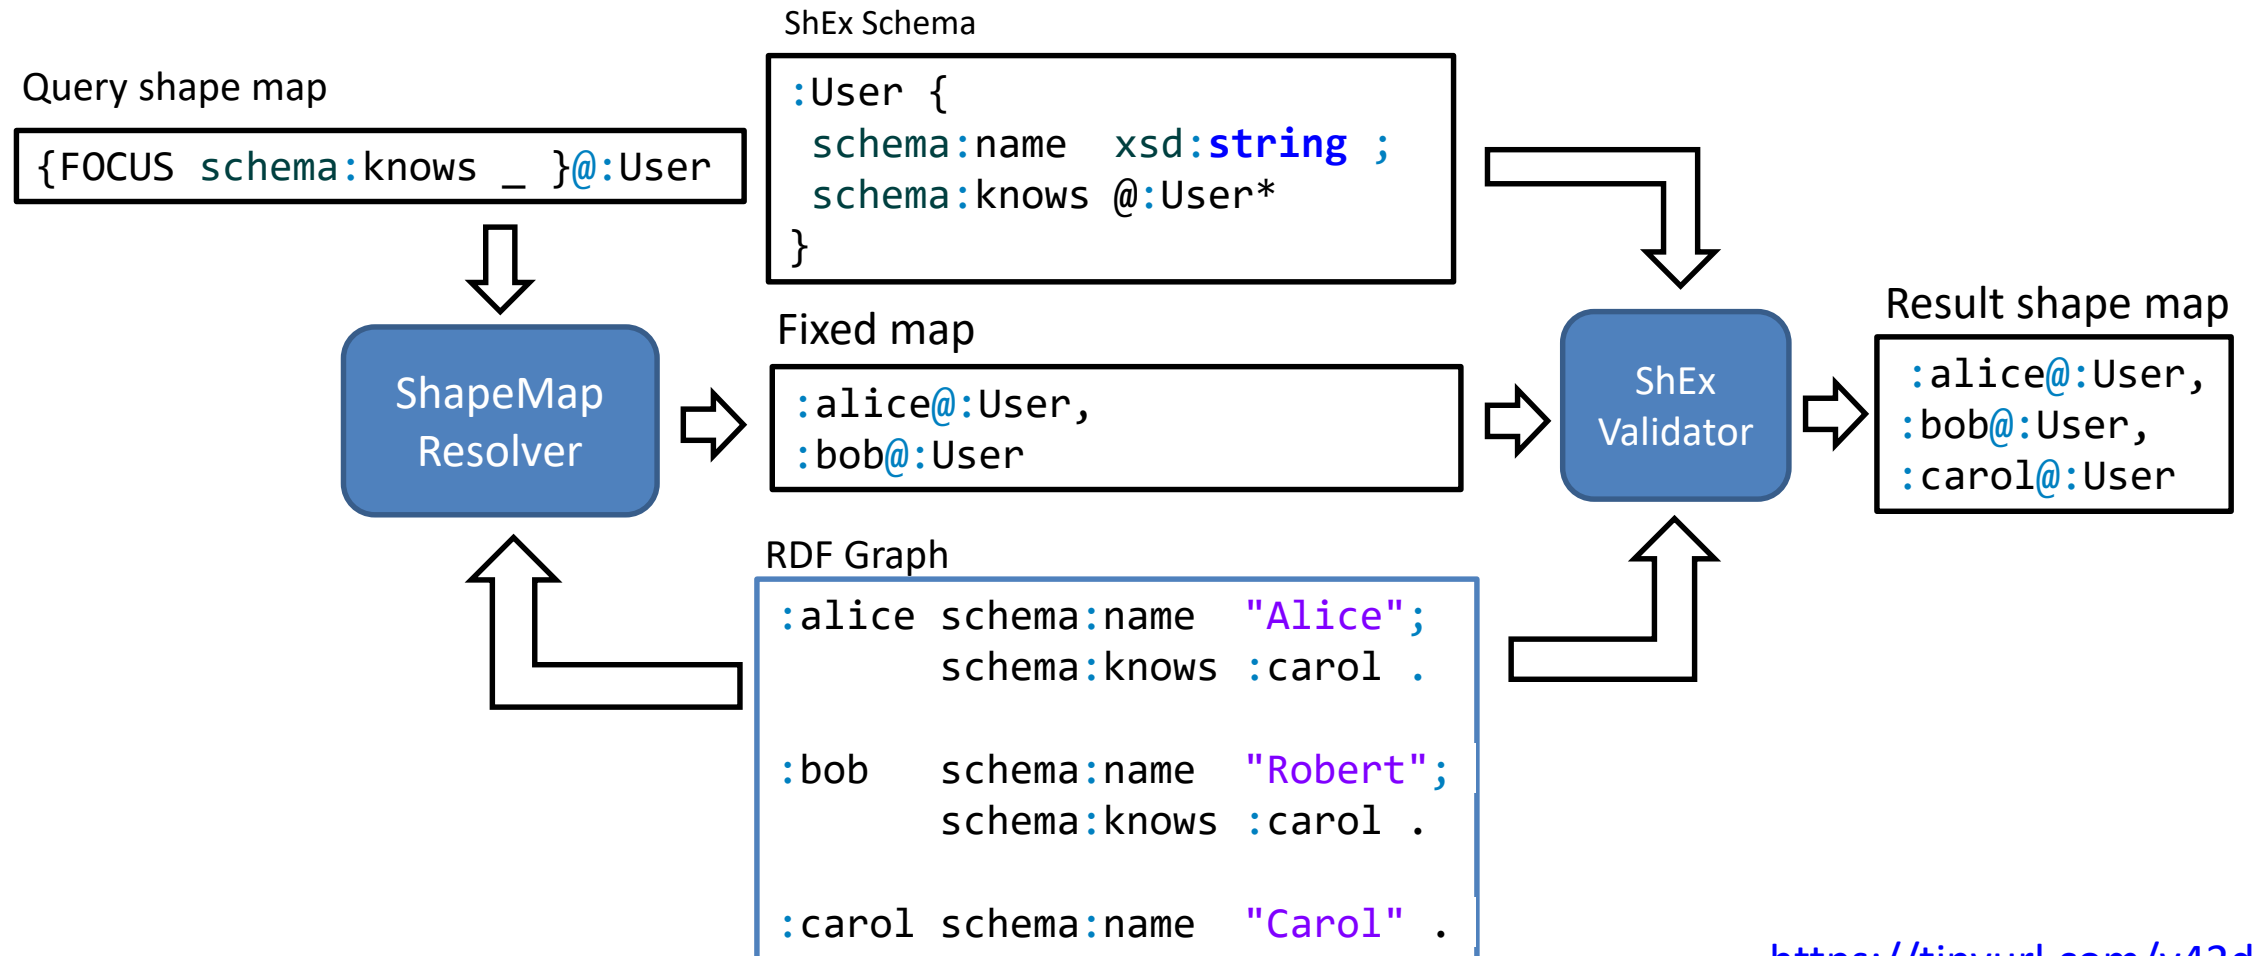 ShEx Schema
Query shape map
:User {
{FOCUS schema:knows _ }@:User
schema:name xsd:string ;
schema:knows @:User*
}
Fixed map
Result shape map
ShapeMap
Resolver
:alice@:User,
:bob@:User
ShEx
Validator
:alice@:User,
:bob@:User,
:carol@:User
RDF Graph
:alice schema:name "Alice";
schema:knows :carol .
:bob schema:name "Robert";
schema:knows :carol .
:carol schema:name "Carol" .